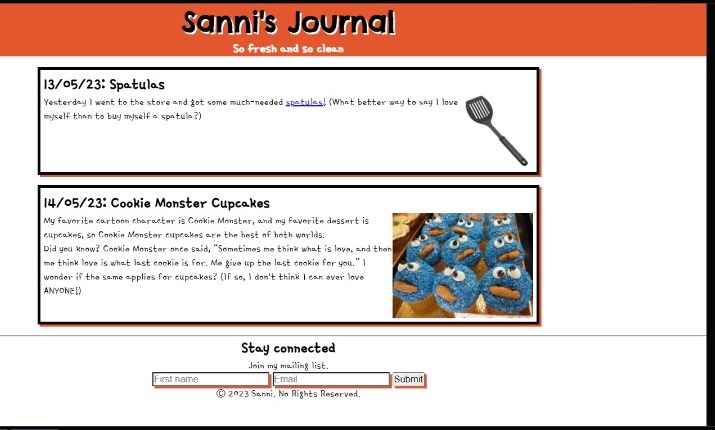 Sanni's Journal
So fresh and so clean
13/05/23: Spatulas
Yesterday I went to the store and got some much-needed spatulas! (What better way to say I love
myself than to buy myself a spatula?)
14/05/23: Cookie Monster Cupcakes
My favorite cartoon character is Cookie Monster, and my favorite dessert is
cupcakes, so Cookie Monster cupcakes are the best of both worlds.
Did you know? Cookie Monster once said, "Sometimes me think what is love, and then
me think love is what last cookie is for. Me give up the last cookie for you." I
wonder if the same applies for cupcakes? (If so, I don't think I can ever love
ANYONE!)
Stay connected
Join my mailing list.
First name Email Submit
© 2023 Sanni. No Rights Reserved.